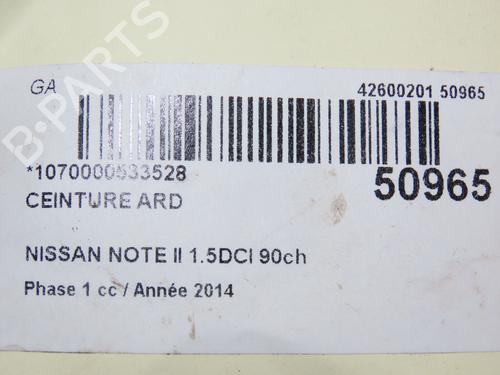 GA
42600201 50965
*1070000533528
50965
CEINTURE ARD
NISSAN NOTE II 1.5DCI 90ch
Phase 1 cc / Année 2014
B-PARTS